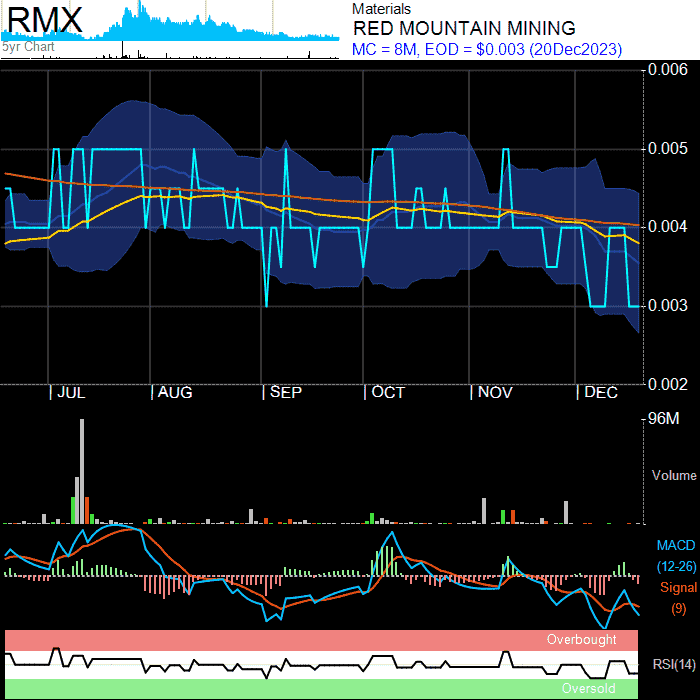 RMX
5yr Chart
Materials
RED MOUNTAIN MINING
MC = 8M, EOD = $0.003 (20Dec2023)
0.006
0.005
0.004
0.003
0.002
| JUL | AUG | SEP | OCT | NOV | DEC
96M
Volume
MACD
(12-26)
Signal
(9)
Overbought
RSI(14)
Oversold